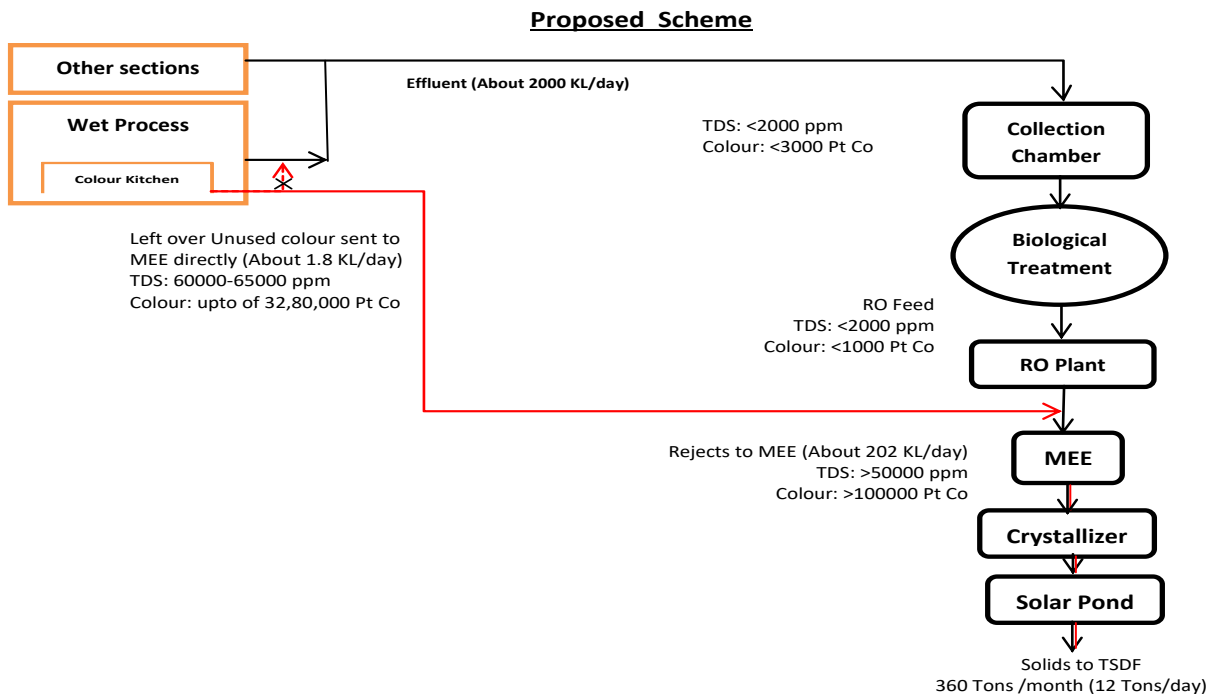 Proposed Scheme
Other sections
Effluent (About 2000 KL/day)
Wet Process
Colour Kitchen
TDS: <2000 ppm
Colour: <3000 Pt Co
Collection
Chamber
Left over Unused colour sent to
MEE directly (About 1.8 KL/day)
TDS: 60000-65000 ppm
Colour: upto of 32,80,000 Pt Co
Biological
Treatment
RO Feed
TDS: <2000 ppm
Colour: <1000 Pt Co
RO Plant
Rejects to MEE (About 202 KL/day)
TDS: >50000 ppm
Colour: >100000 Pt Co
MEE
Crystallizer
Solar Pond
Solids to TSDF
360 Tons /month (12 Tons/day)